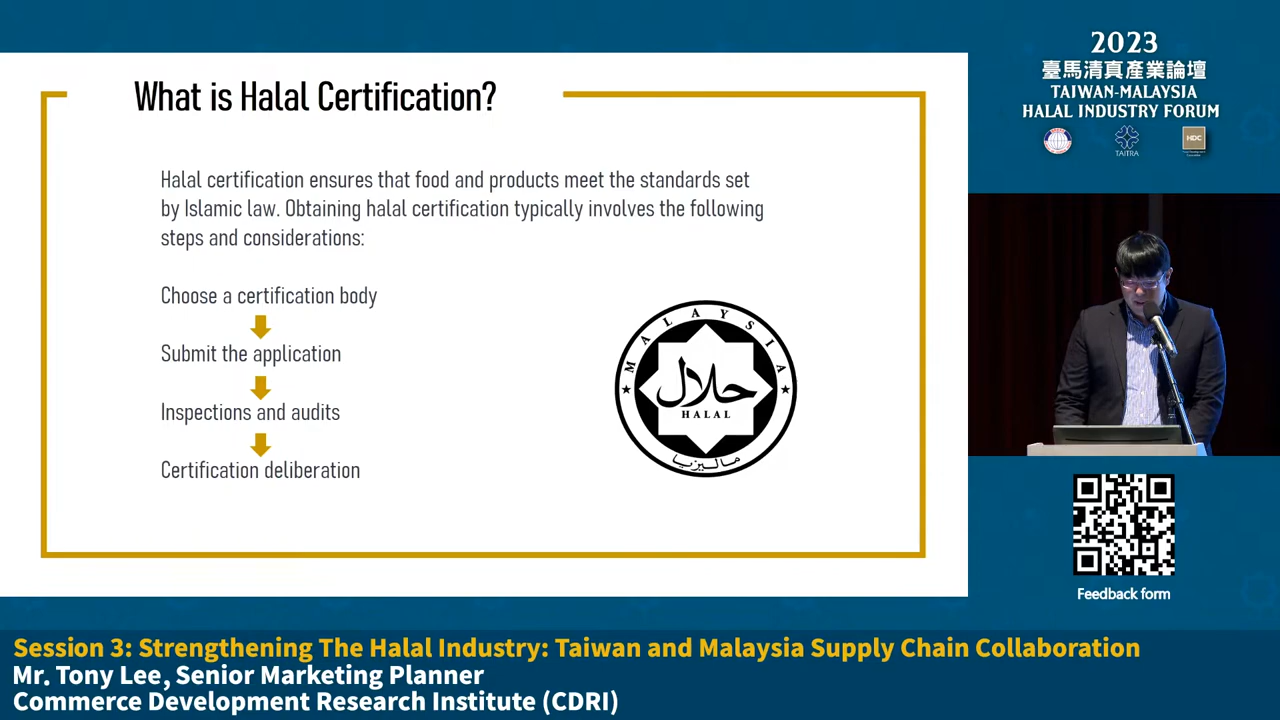 What is Halal Certification?
Halal certification ensures that food and products meet the standards set
by Islamic law. Obtaining halal certification typically involves the following
steps and considerations:
Choose a certification body
Submit the application
Inspections and audits
Certification deliberation
MALAYSIA
حلال
HALAL
ماليزيا
2023
臺馬清真產業論壇
TAIWAN-MALAYSIA
HALAL INDUSTRY FORUM
TAITRA
HDC
Feedback form
Session 3: Strengthening The Halal Industry: Taiwan and Malaysia Supply Chain Collaboration
Mr. Tony Lee, Senior Marketing Planner
Commerce Development Research Institute (CDRI)